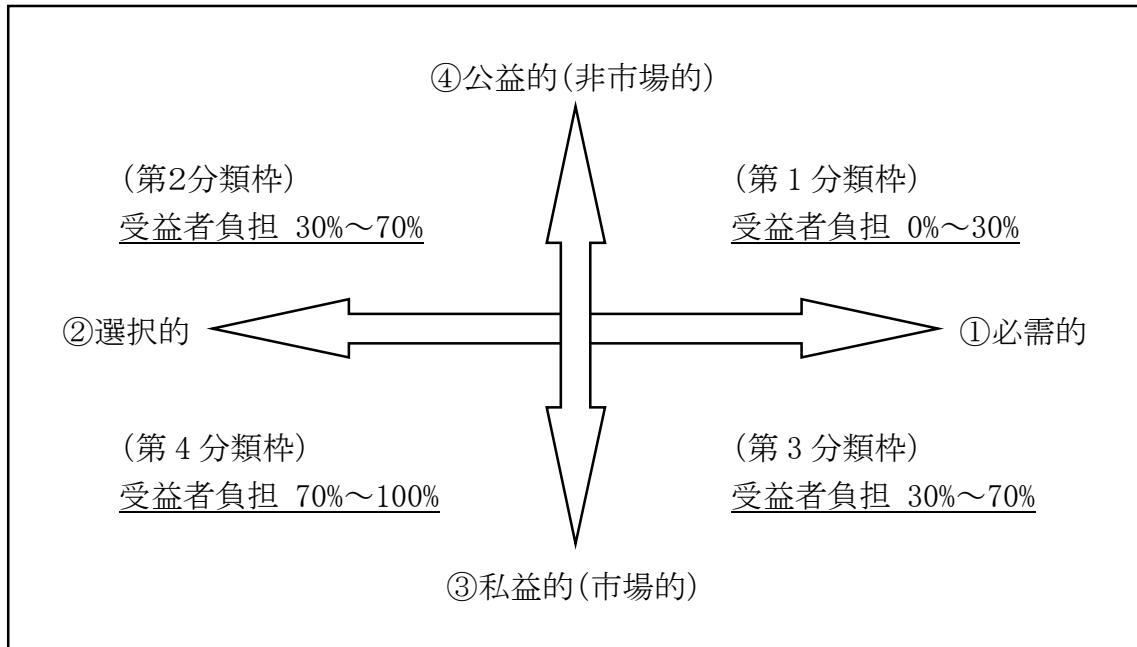 ④公益的(非市場的)
(第2分類枠)
受益者負担 30%～70%
(第1分類枠)
受益者負担 0%～30%
②選択的
①必需的
(第4分類枠)
受益者負担 70%～100%
(第3分類枠)
受益者負担 30%～70%
③私益的(市場的)